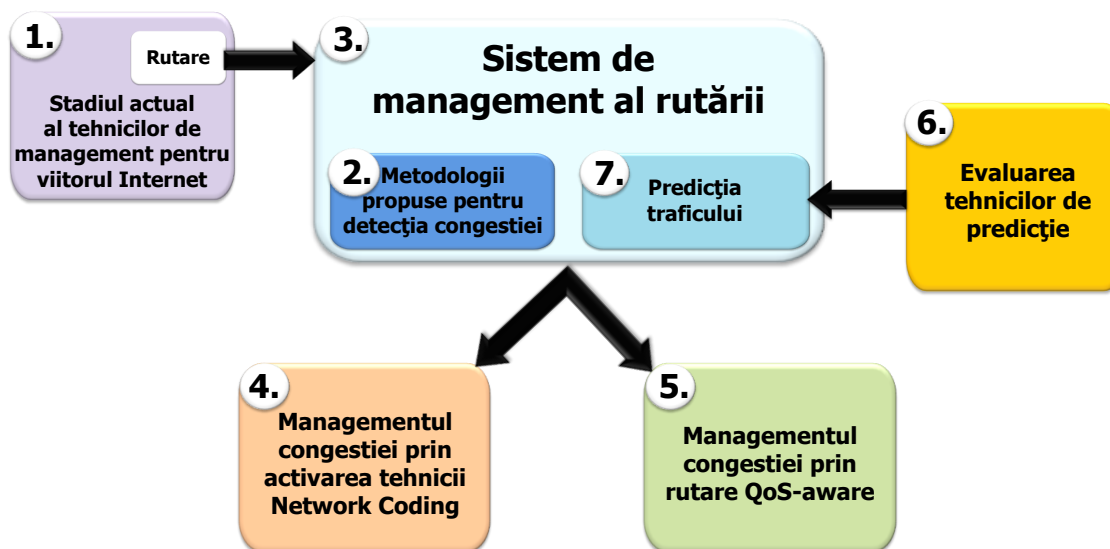 1.
Rutare
Stadiul actual
al tehnicilor de
management pentru
viitorul Internet
3.
Sistem de
management al rutării
2.
Metodologii
propuse pentru
detecţia congestiei
7.
Predicţia
traficului
6.
Evaluarea
tehnicilor de
predicţie
4.
Managementul
congestiei prin
activarea tehnicii
Network Coding
5.
Managementul
congestiei prin
rutare QoS-aware